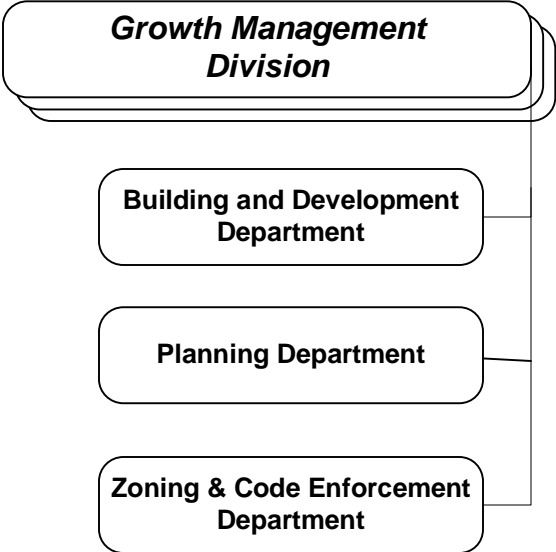 Growth Management
Division
Building and Development
Department
Planning Department
Zoning & Code Enforcement
Department